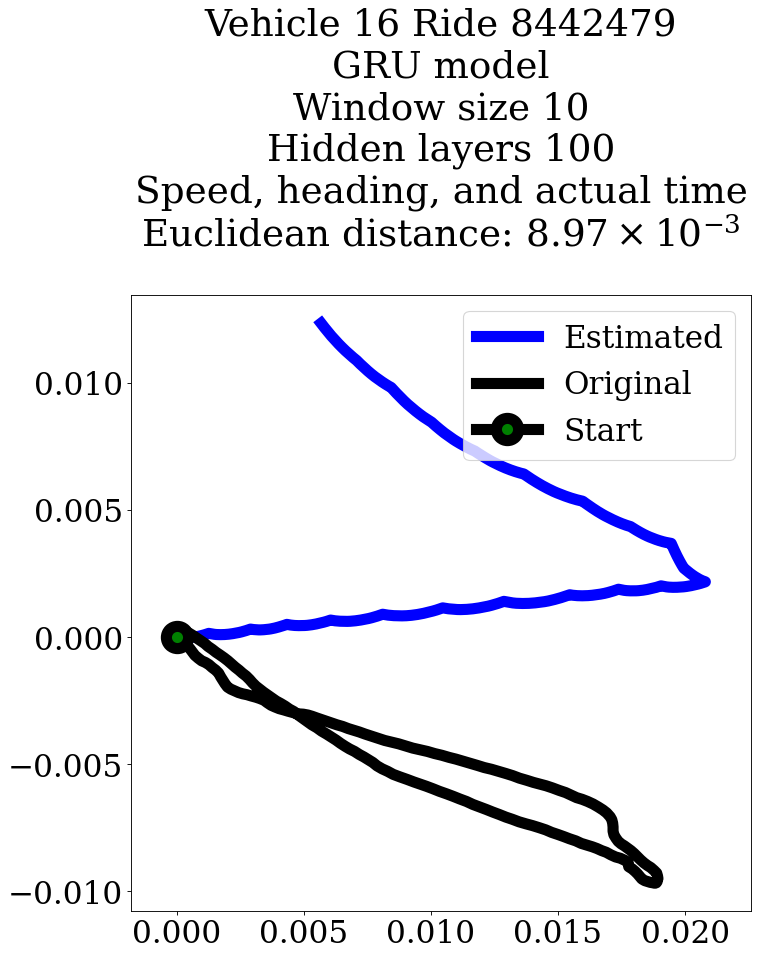 Vehicle 16 Ride 8442479
GRU model
Window size 10
Hidden layers 100
Speed, heading, and actual time
Euclidean distance: 8.97 × 10⁻³
Estimated
Original
Start
0.010
0.005
0.000
−0.005
−0.010
0.000 0.005 0.010 0.015 0.020